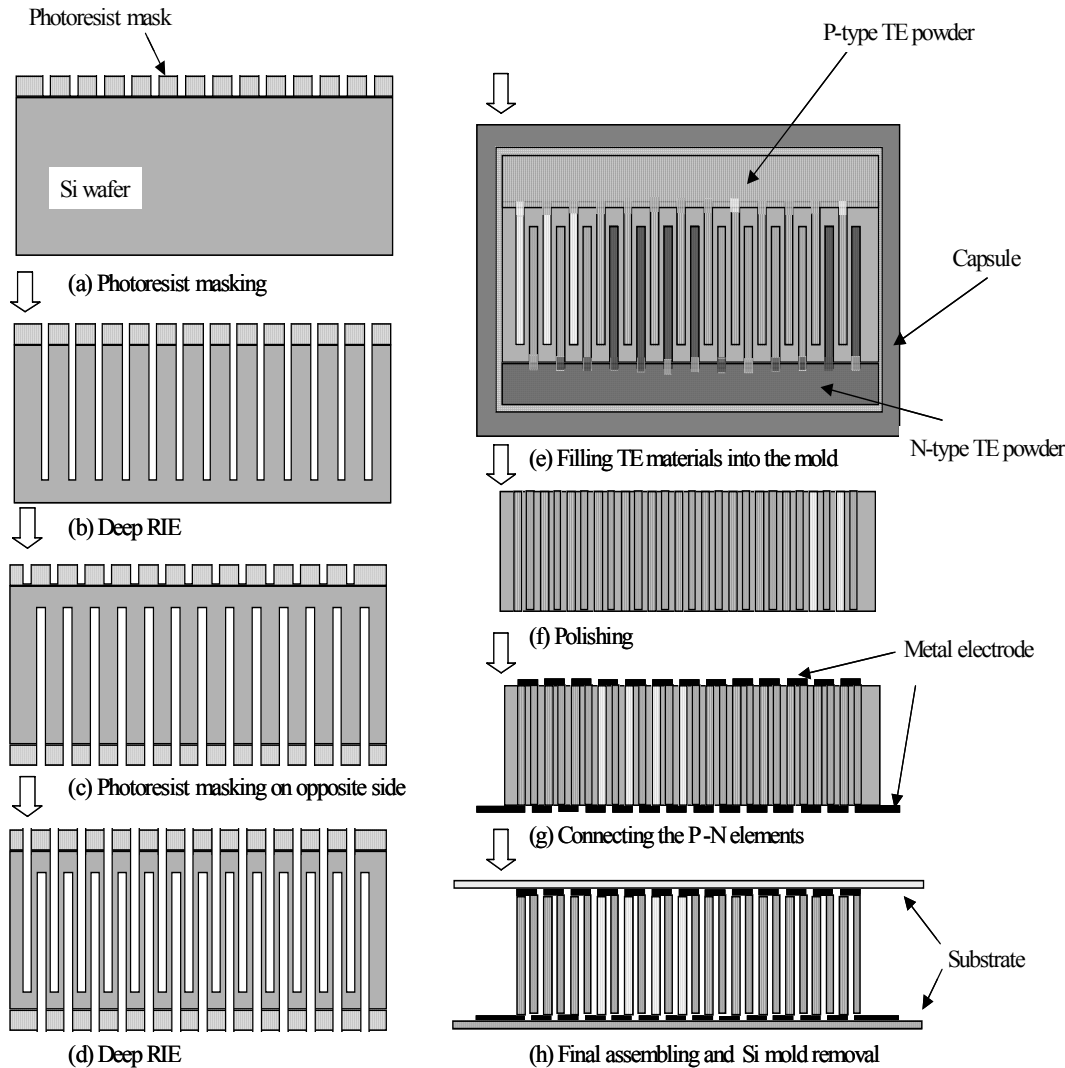 Photoresist mask
Si wafer
(a) Photoresist masking
(b) Deep RIE
(c) Photoresist masking on opposite side
(d) Deep RIE
P-type TE powder
Capsule
N-type TE powder
(e) Filling TE materials into the mold
(f) Polishing
Metal electrode
(g) Connecting the P-N elements
Substrate
(h) Final assembling and Si mold removal